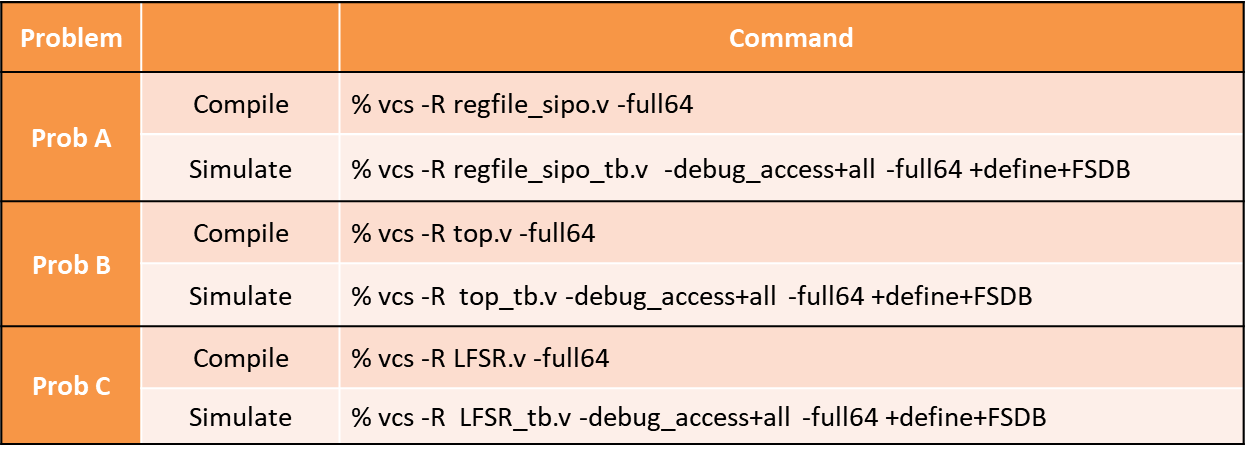 Problem Command
Prob A
Compile % vcs -R regfile_sipo.v -full64
Simulate % vcs -R regfile_sipo_tb.v -debug_access+all -full64 +define+FSDB
Prob B
Compile % vcs -R top.v -full64
Simulate % vcs -R top_tb.v -debug_access+all -full64 +define+FSDB
Prob C
Compile % vcs -R LFSR.v -full64
Simulate % vcs -R LFSR_tb.v -debug_access+all -full64 +define+FSDB